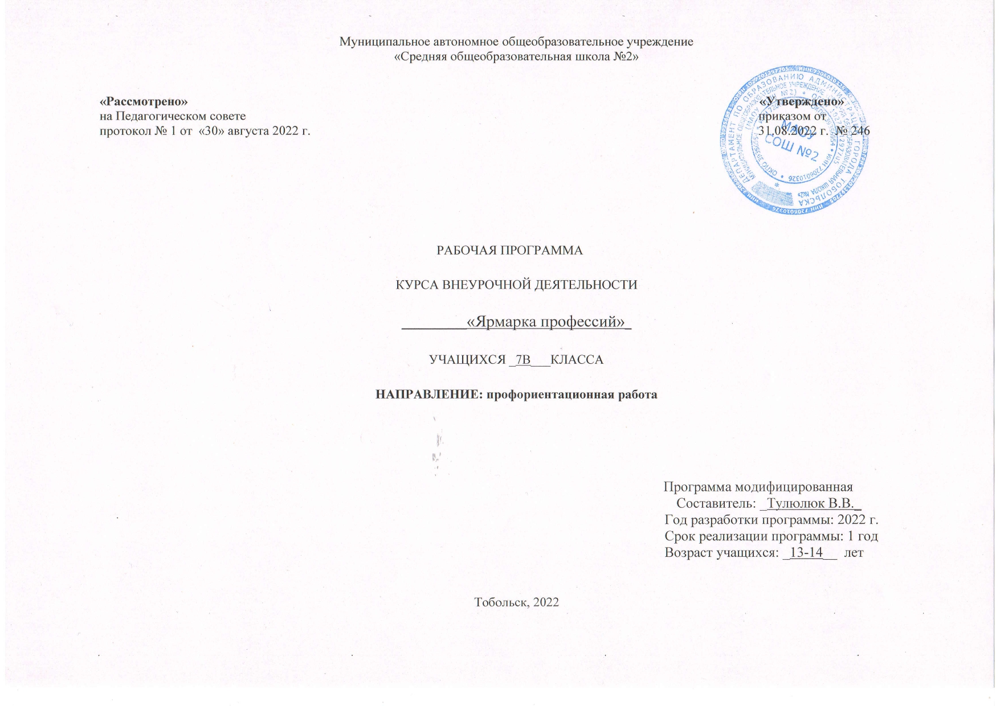 Муниципальное автономное общеобразовательное учреждение
«Средняя общеобразовательная школа №2»
«Рассмотрено»
на Педагогическом совете
протокол № 1 от «30» августа 2022 г.
«Утверждено»
приказом от
31.08.2022 г. № 246
ДЕПАРТАМЕНТ ПО ОБРАЗОВАНИЮ АДМИНИСТРАЦИИ ГОРОДА ТОБОЛЬСКА
МАОУ
СОШ №2
РАБОЧАЯ ПРОГРАММА
КУРСА ВНЕУРОЧНОЙ ДЕЯТЕЛЬНОСТИ
«Ярмарка профессий»
УЧАЩИХСЯ _7В___КЛАССА
НАПРАВЛЕНИЕ: профориентационная работа
Программа модифицированная
Составитель: _Тулюлюк В.В._
Год разработки программы: 2022 г.
Срок реализации программы: 1 год
Возраст учащихся: _13-14__ лет
Тобольск, 2022